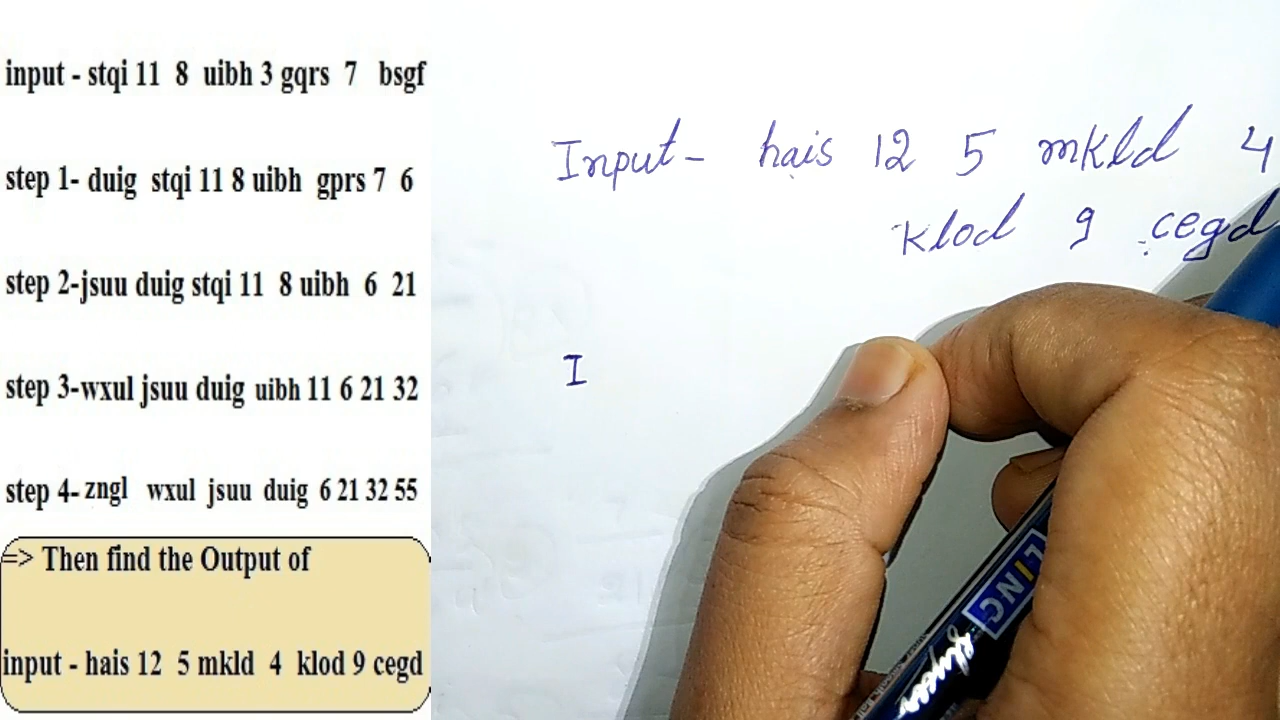 input - stqi 11 8 uibh 3 gqrs 7 bsgf
step 1- duig stqi 11 8 uibh gprs 7 6
step 2-jsuu duig stqi 11 8 uibh 6 21
step 3-wxul jsuu duig uibh 11 6 21 32
step 4- zngl wxul jsuu duig 6 21 32 55
=> Then find the Output of
input - hais 12 5 mkld 4 klod 9 cegd
Input- hais 12 5 mkld 4
klod 9 cegd
I
LING